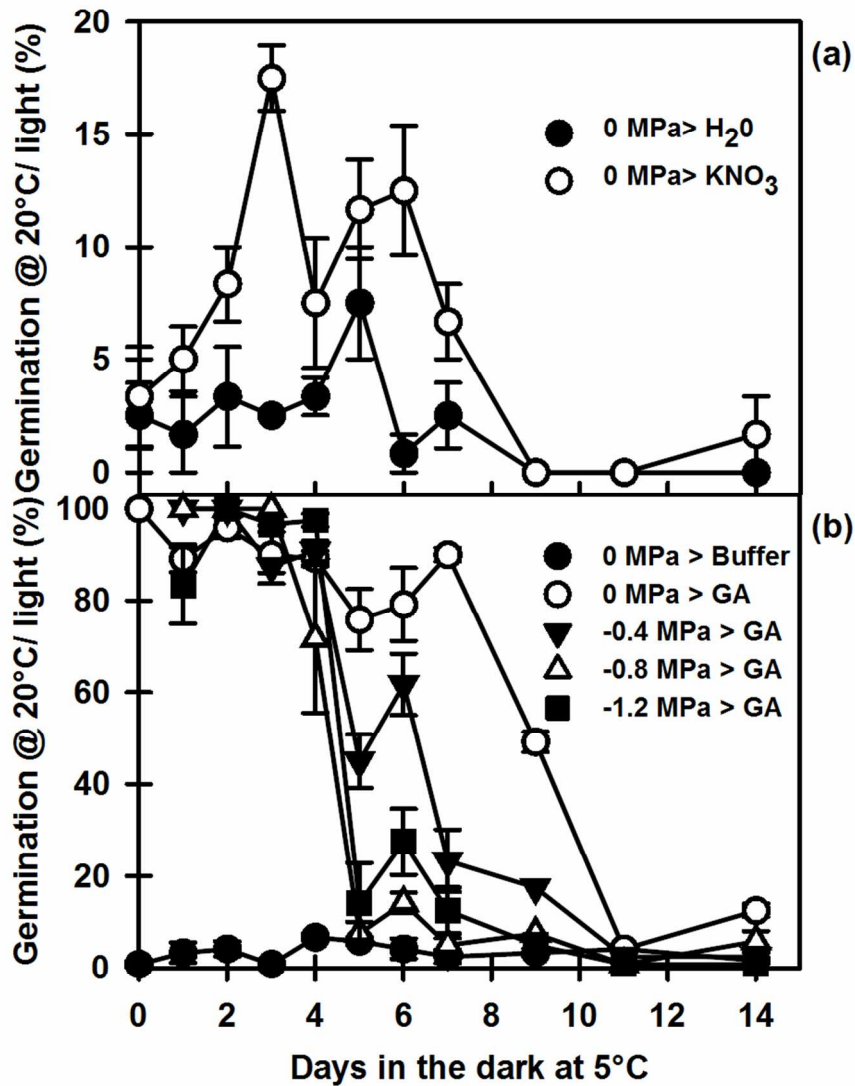 20
15
10
5
0
Germination @ 20°C/ light (%)
(a)
0 MPa> H₂0
0 MPa> KNO₃
100
80
60
40
20
0
Germination @ 20°C/ light (%)
(b)
0 MPa > Buffer
0 MPa > GA
-0.4 MPa > GA
-0.8 MPa > GA
-1.2 MPa > GA
0 2 4 6 8 10 12 14
Days in the dark at 5°C